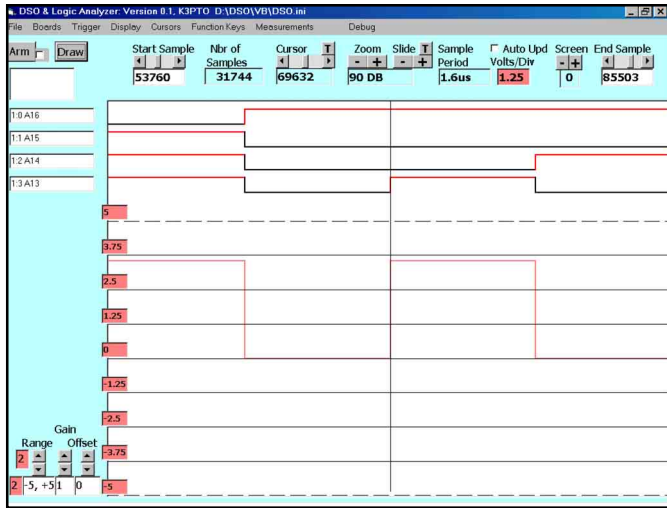 DSO & Logic Analyzer: Version 0.1, K3PTO D:\DSO\VB\DSO.ini
File Boards Trigger Display Cursors Function Keys Measurements Debug
Arm Draw
Start Sample
53760
Nbr of Samples
31744
Cursor T
69632
Zoom
- +
90 DB
Slide T
- +
Sample Period
1.6us
Auto Upd
Volts/Div
1.25
Screen
- +
0
End Sample
85503
1:0 A16
1:1 A15
1:2 A14
1:3 A13
5
3.75
2.5
1.25
0
-1.25
-2.5
-3.75
-5
Gain
Range Offset
2
2 -5, +5 1 0